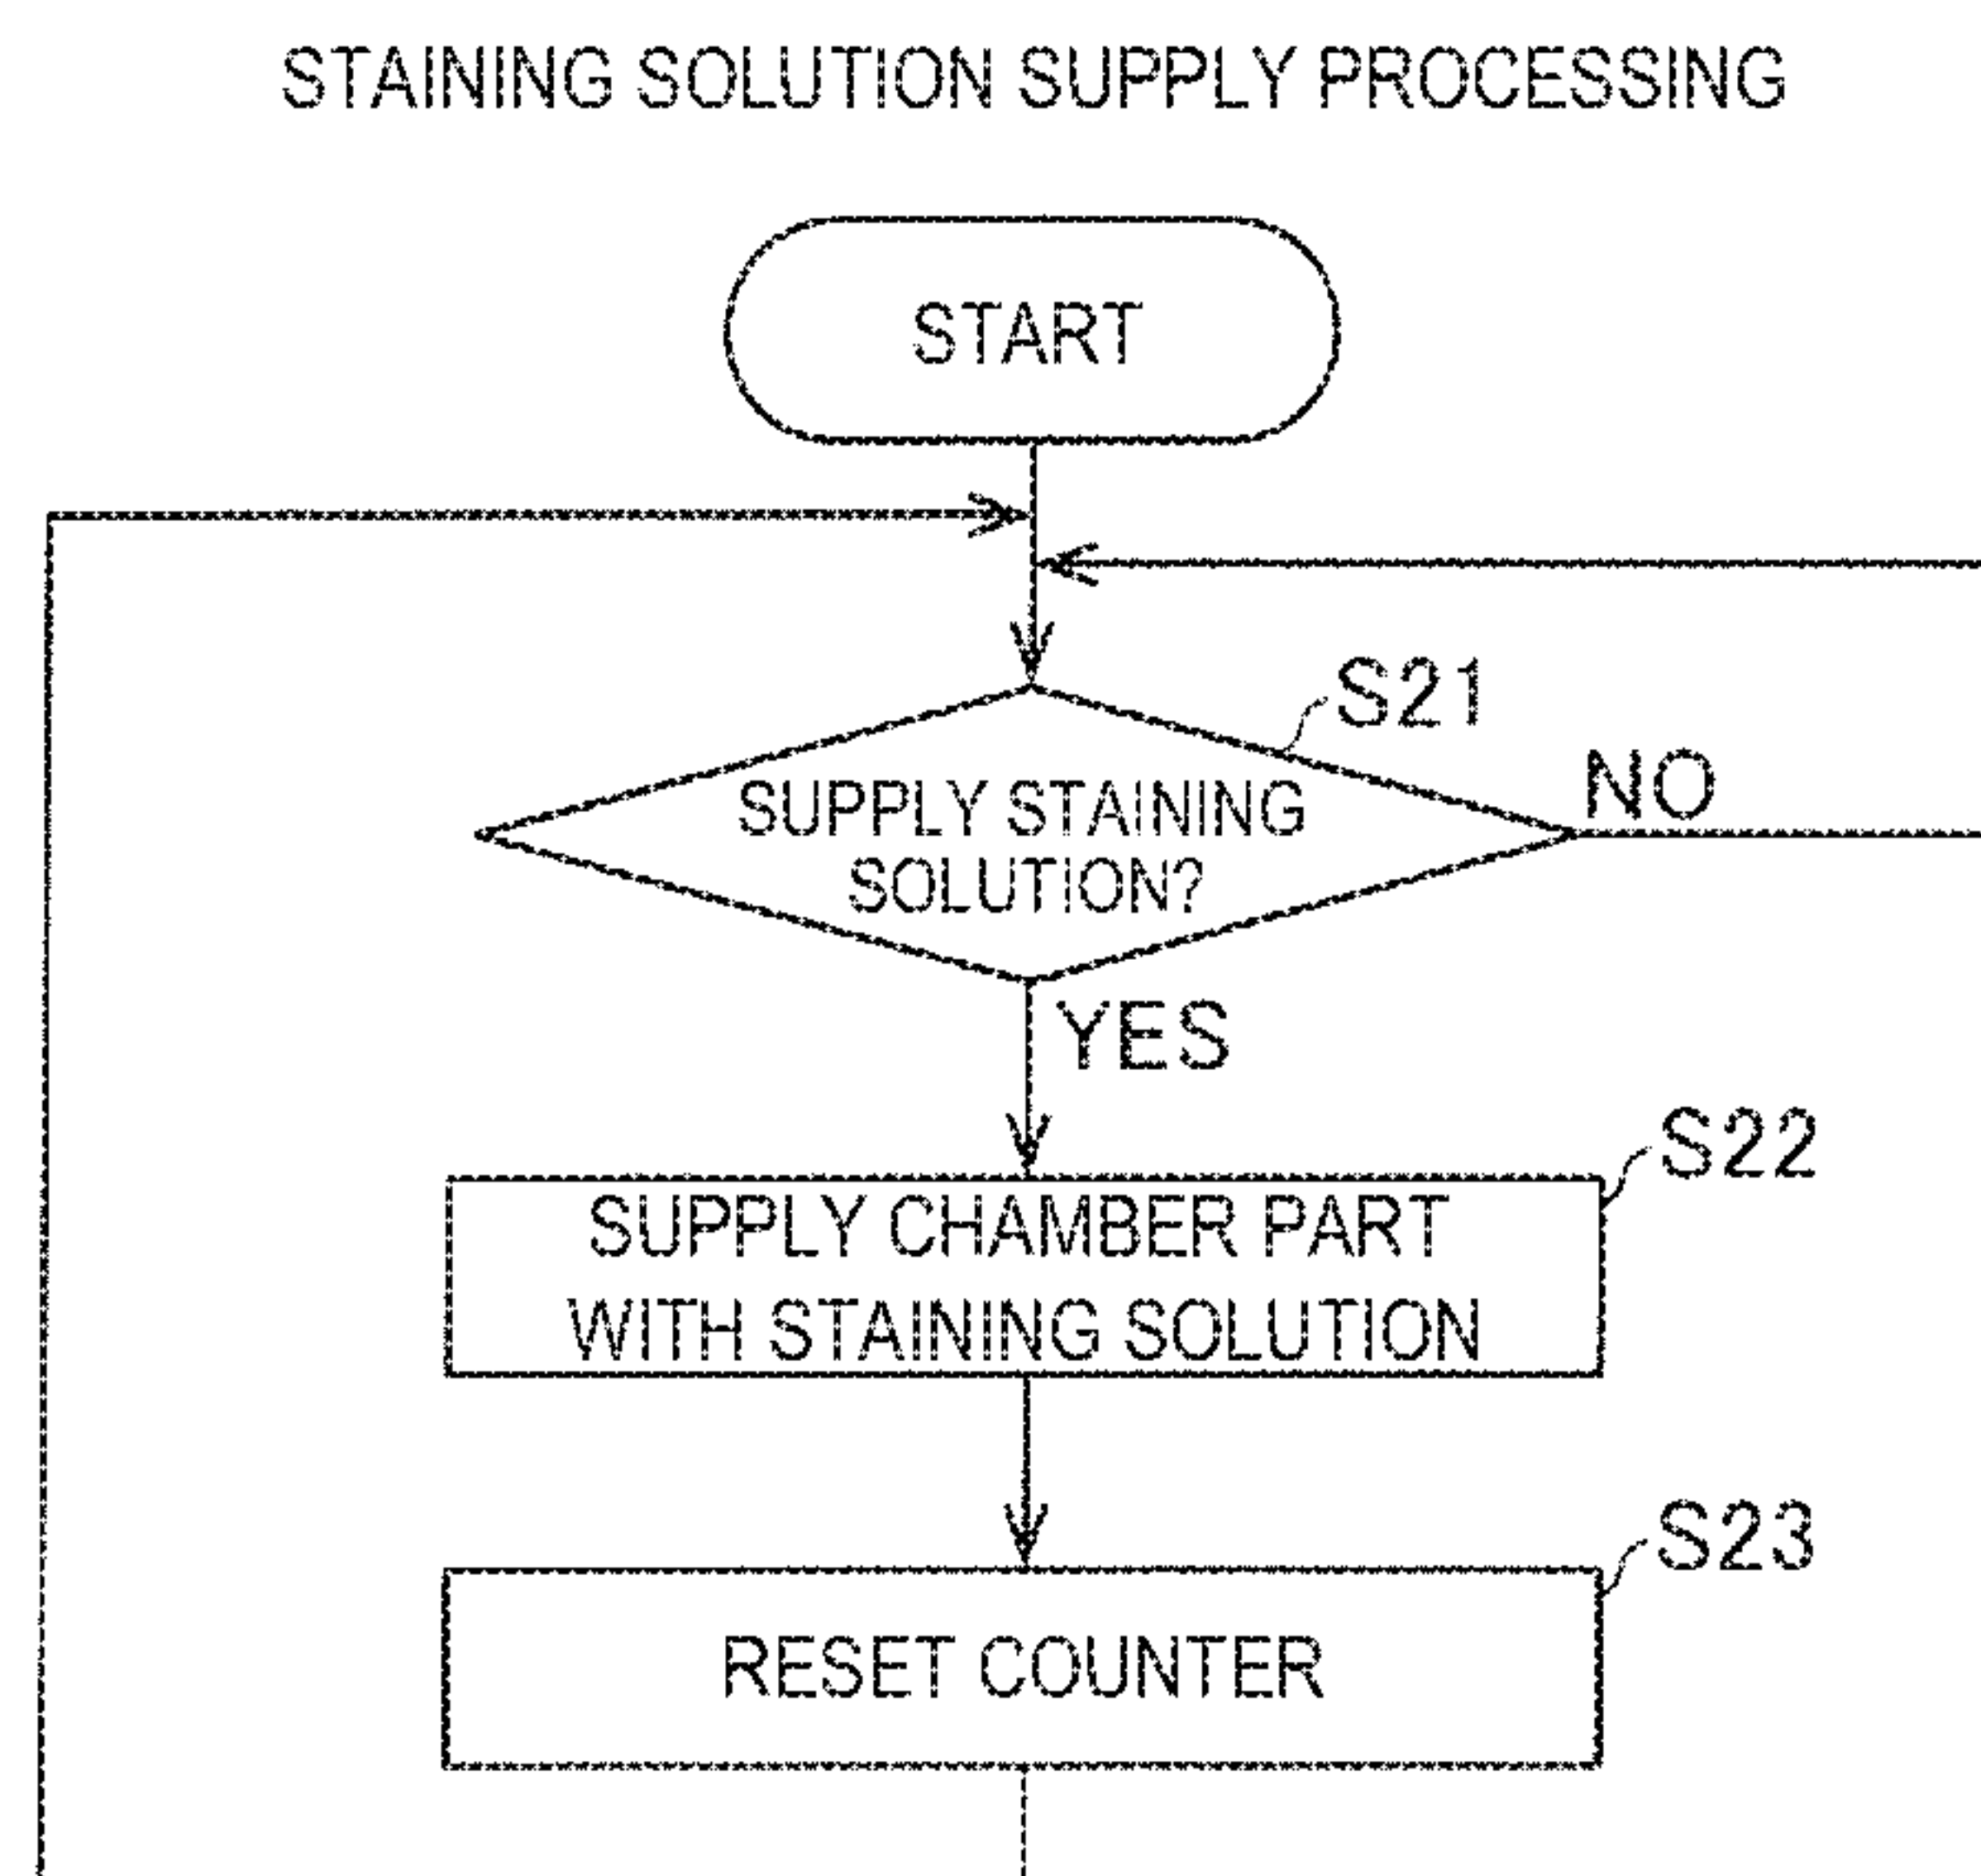 STAINING SOLUTION SUPPLY PROCESSING
START
S21
NO
SUPPLY STAINING
SOLUTION?
YES
S22
SUPPLY CHAMBER PART
WITH STAINING SOLUTION
S23
RESET COUNTER